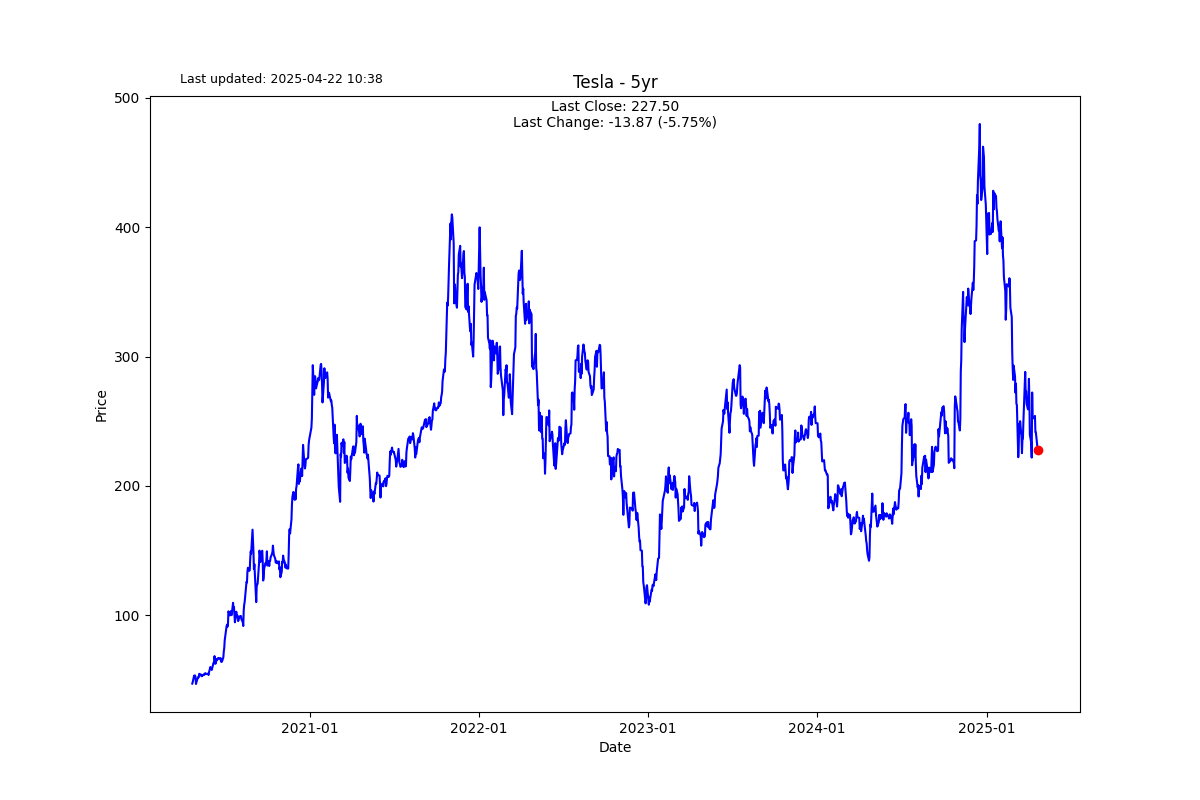 Last updated: 2025-04-22 10:38
Tesla - 5yr
Last Close: 227.50
Last Change: -13.87 (-5.75%)
500
400
300
200
100
Price
2021-01
2022-01
2023-01
2024-01
2025-01
Date